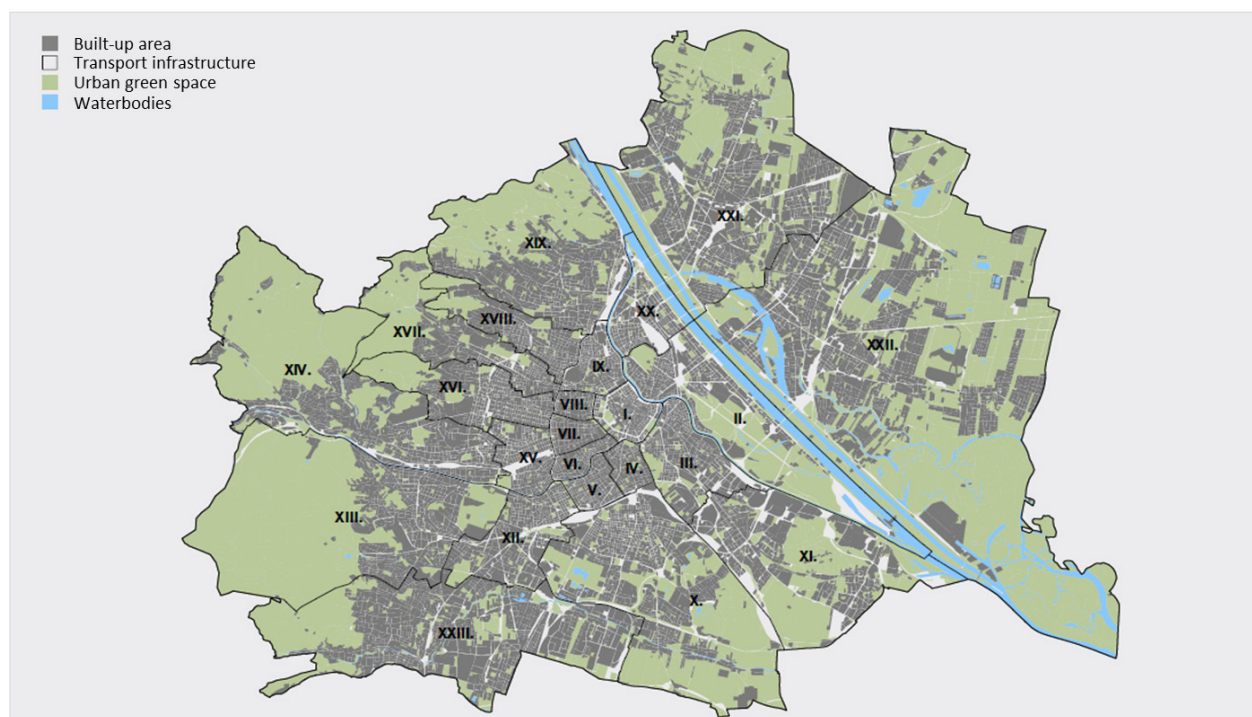 Built-up area
Transport infrastructure
Urban green space
Waterbodies
XXI.
XIX.
XX.
XVIII.
XVII.
XXII.
IX.
XIV.
XVI.
VIII.
I.
II.
VII.
XV.
VI.
IV.
III.
V.
XIII.
XII.
XI.
X.
XXIII.